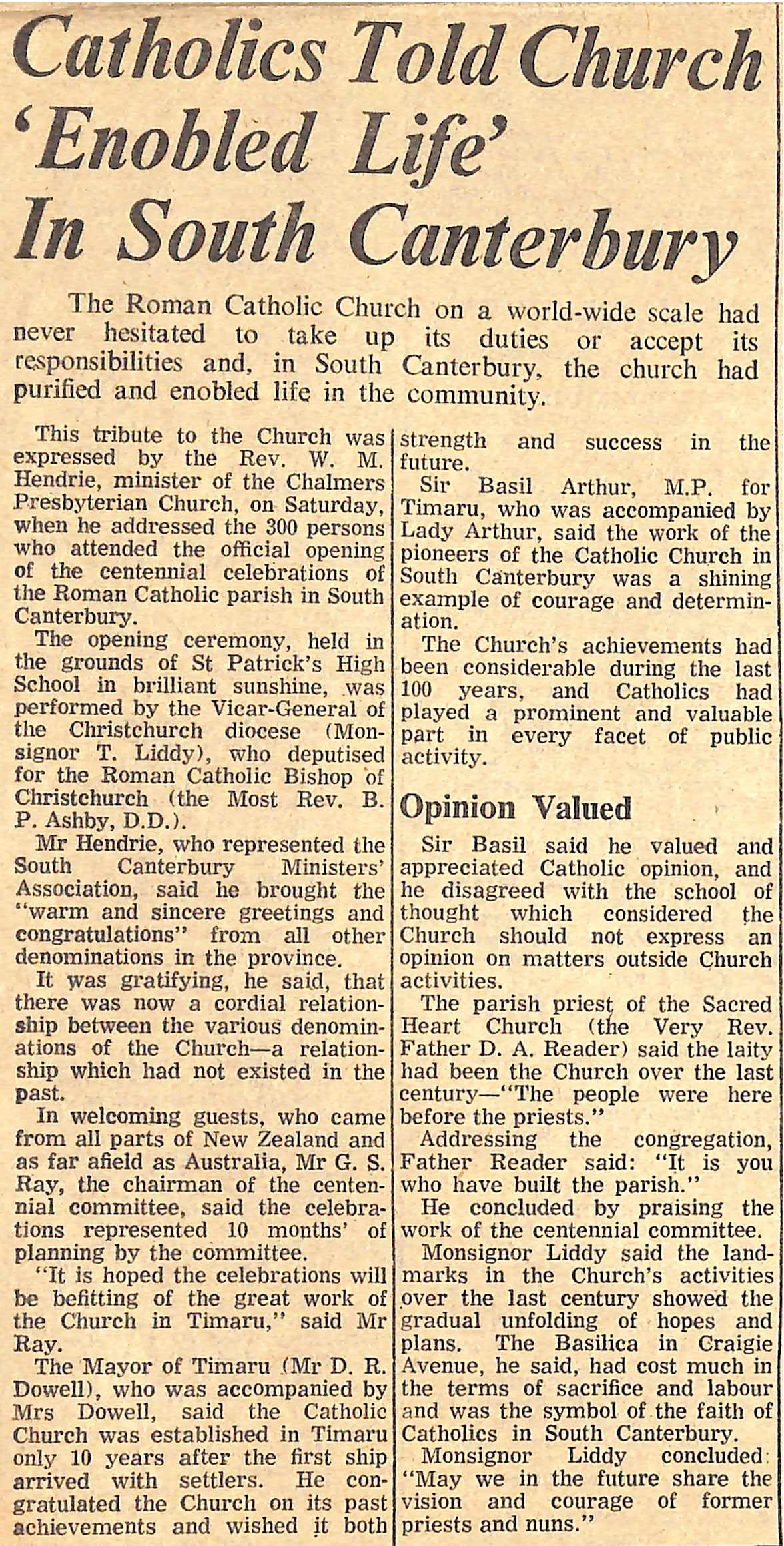 Catholics Told Church
‘Enobled Life’
In South Canterbury
The Roman Catholic Church on a world-wide scale had
never hesitated to take up its duties or accept its
responsibilities and, in South Canterbury, the church had
purified and enobled life in the community.
This tribute to the Church was
expressed by the Rev. W. M.
Hendrie, minister of the Chalmers
Presbyterian Church, on Saturday,
when he addressed the 300 persons
who attended the official opening
of the centennial celebrations of
the Roman Catholic parish in South
Canterbury.
The opening ceremony, held in
the grounds of St Patrick's High
School in brilliant sunshine, was
performed by the Vicar-General of
the Christchurch diocese (Mon-
signor T. Liddy), who deputised
for the Roman Catholic Bishop of
Christchurch (the Most Rev. B.
P. Ashby, D.D.).
Mr Hendrie, who represented the
South Canterbury Ministers'
Association, said he brought the
"warm and sincere greetings and
congratulations" from all other
denominations in the province.
It was gratifying, he said, that
there was now a cordial relation-
ship between the various denomin-
ations of the Church—a relation-
ship which had not existed in the
past.
In welcoming guests, who came
from all parts of New Zealand and
as far afield as Australia, Mr G. S.
Ray, the chairman of the centen-
nial committee, said the celebra-
tions represented 10 months' of
planning by the committee.
"It is hoped the celebrations will
be befitting of the great work of
the Church in Timaru," said Mr
Ray.
The Mayor of Timaru (Mr D. R.
Dowell), who was accompanied by
Mrs Dowell, said the Catholic
Church was established in Timaru
only 10 years after the first ship
arrived with settlers. He con-
gratulated the Church on its past
achievements and wished it both
strength and success in the
future.
Sir Basil Arthur, M.P. for
Timaru, who was accompanied by
Lady Arthur, said the work of the
pioneers of the Catholic Church in
South Canterbury was a shining
example of courage and determin-
ation.
The Church's achievements had
been considerable during the last
100 years, and Catholics had
played a prominent and valuable
part in every facet of public
activity.
Opinion Valued
Sir Basil said he valued and
appreciated Catholic opinion, and
he disagreed with the school of
thought which considered the
Church should not express an
opinion on matters outside Church
activities.
The parish priest of the Sacred
Heart Church (the Very Rev.
Father D. A. Reader) said the laity
had been the Church over the last
century—"The people were here
before the priests."
Addressing the congregation,
Father Reader said: "It is you
who have built the parish."
He concluded by praising the
work of the centennial committee.
Monsignor Liddy said the land-
marks in the Church's activities
over the last century showed the
gradual unfolding of hopes and
plans. The Basilica in Craigie
Avenue, he said, had cost much in
the terms of sacrifice and labour
and was the symbol of the faith of
Catholics in South Canterbury.
Monsignor Liddy concluded:
"May we in the future share the
vision and courage of former
priests and nuns."